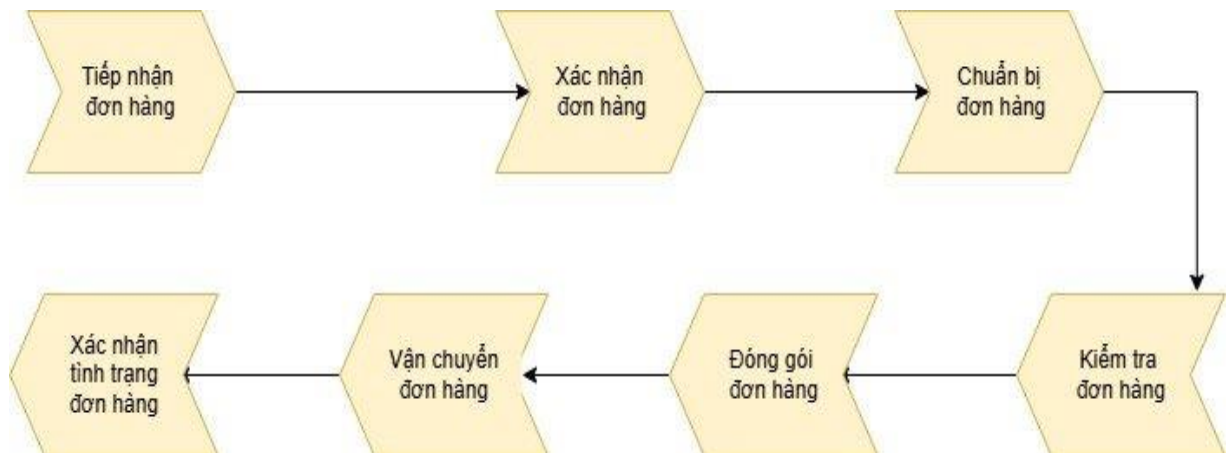 Tiếp nhận
đơn hàng
Xác nhận
đơn hàng
Chuẩn bị
đơn hàng
Kiểm tra
đơn hàng
Đóng gói
đơn hàng
Vận chuyển
đơn hàng
Xác nhận
tình trạng
đơn hàng